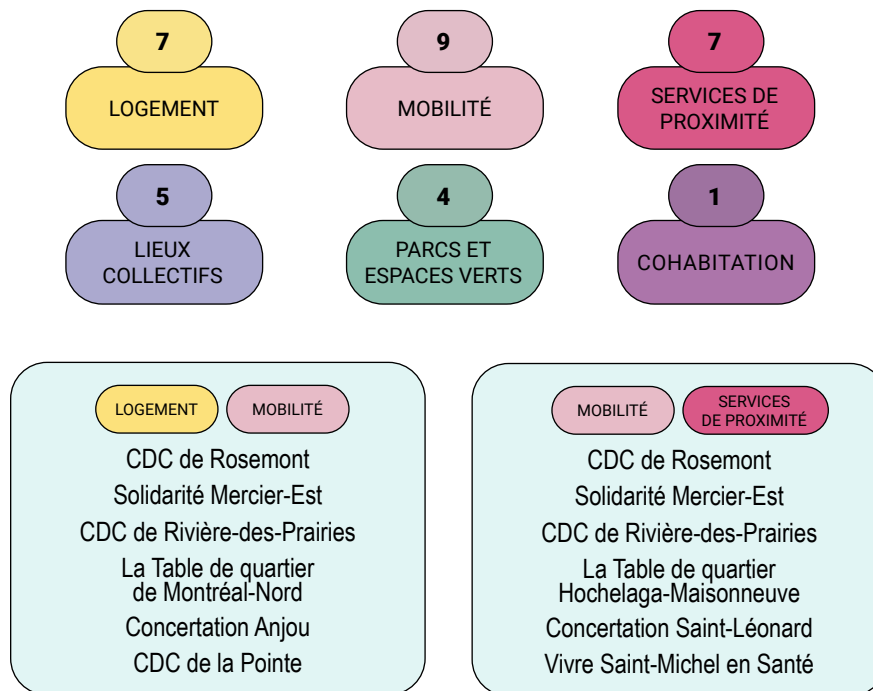 7
LOGEMENT
9
MOBILITÉ
7
SERVICES DE
PROXIMITÉ
5
LIEUX
COLLECTIFS
4
PARCS ET
ESPACES VERTS
1
COHABITATION
LOGEMENT
MOBILITÉ
CDC de Rosemont
Solidarité Mercier-Est
CDC de Rivière-des-Prairies
La Table de quartier
de Montréal-Nord
Concertation Anjou
CDC de la Pointe
MOBILITÉ
SERVICES
DE PROXIMITÉ
CDC de Rosemont
Solidarité Mercier-Est
CDC de Rivière-des-Prairies
La Table de quartier
Hochelaga-Maisonneuve
Concertation Saint-Léonard
Vivre Saint-Michel en Santé